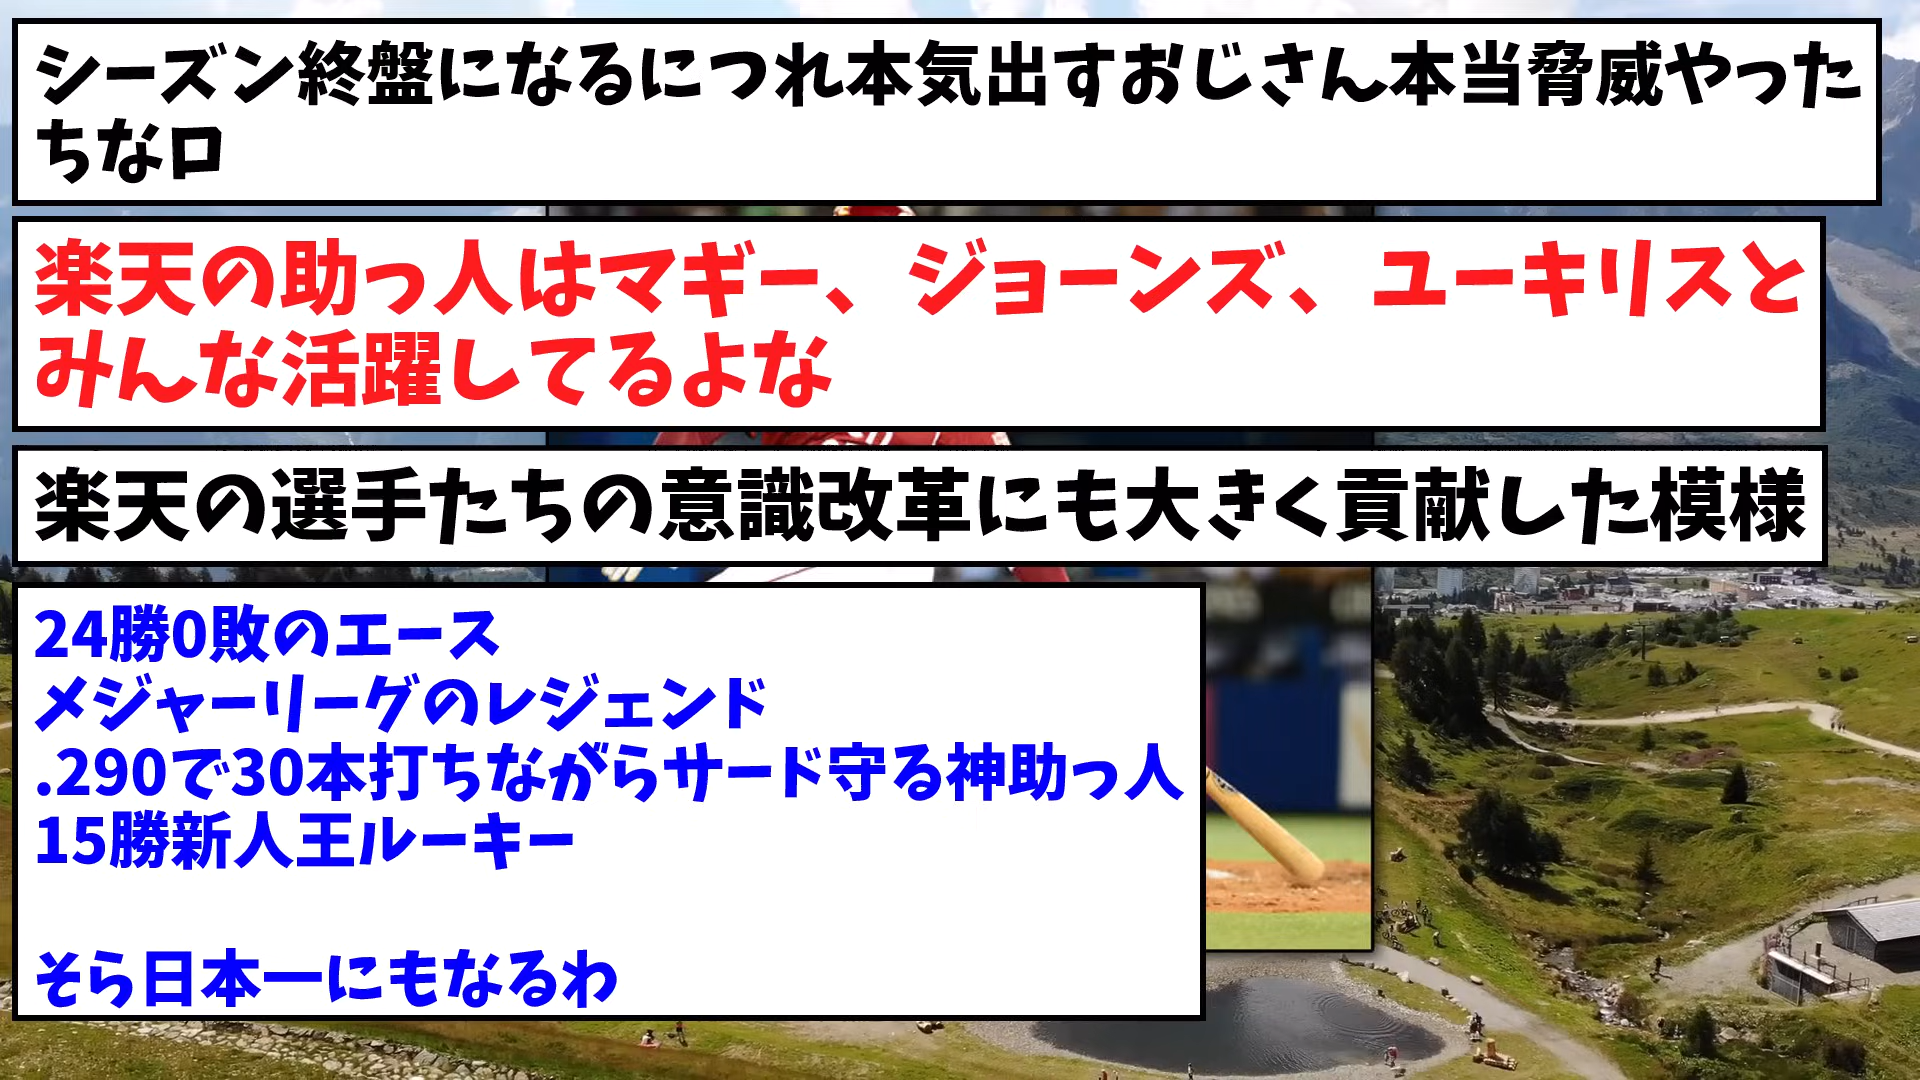 シーズン終盤になるにつれ本気出すおじさん本当脅威やった
ちなロ
楽天の助っ人はマギー、ジョーンズ、ユーキリスと
みんな活躍してるよな
楽天の選手たちの意識改革にも大きく貢献した模様
24勝0敗のエース
メジャーリーグのレジェンド
.290で30本打ちながらサード守る神助っ人
15勝新人王ルーキー
そら日本一にもなるわ